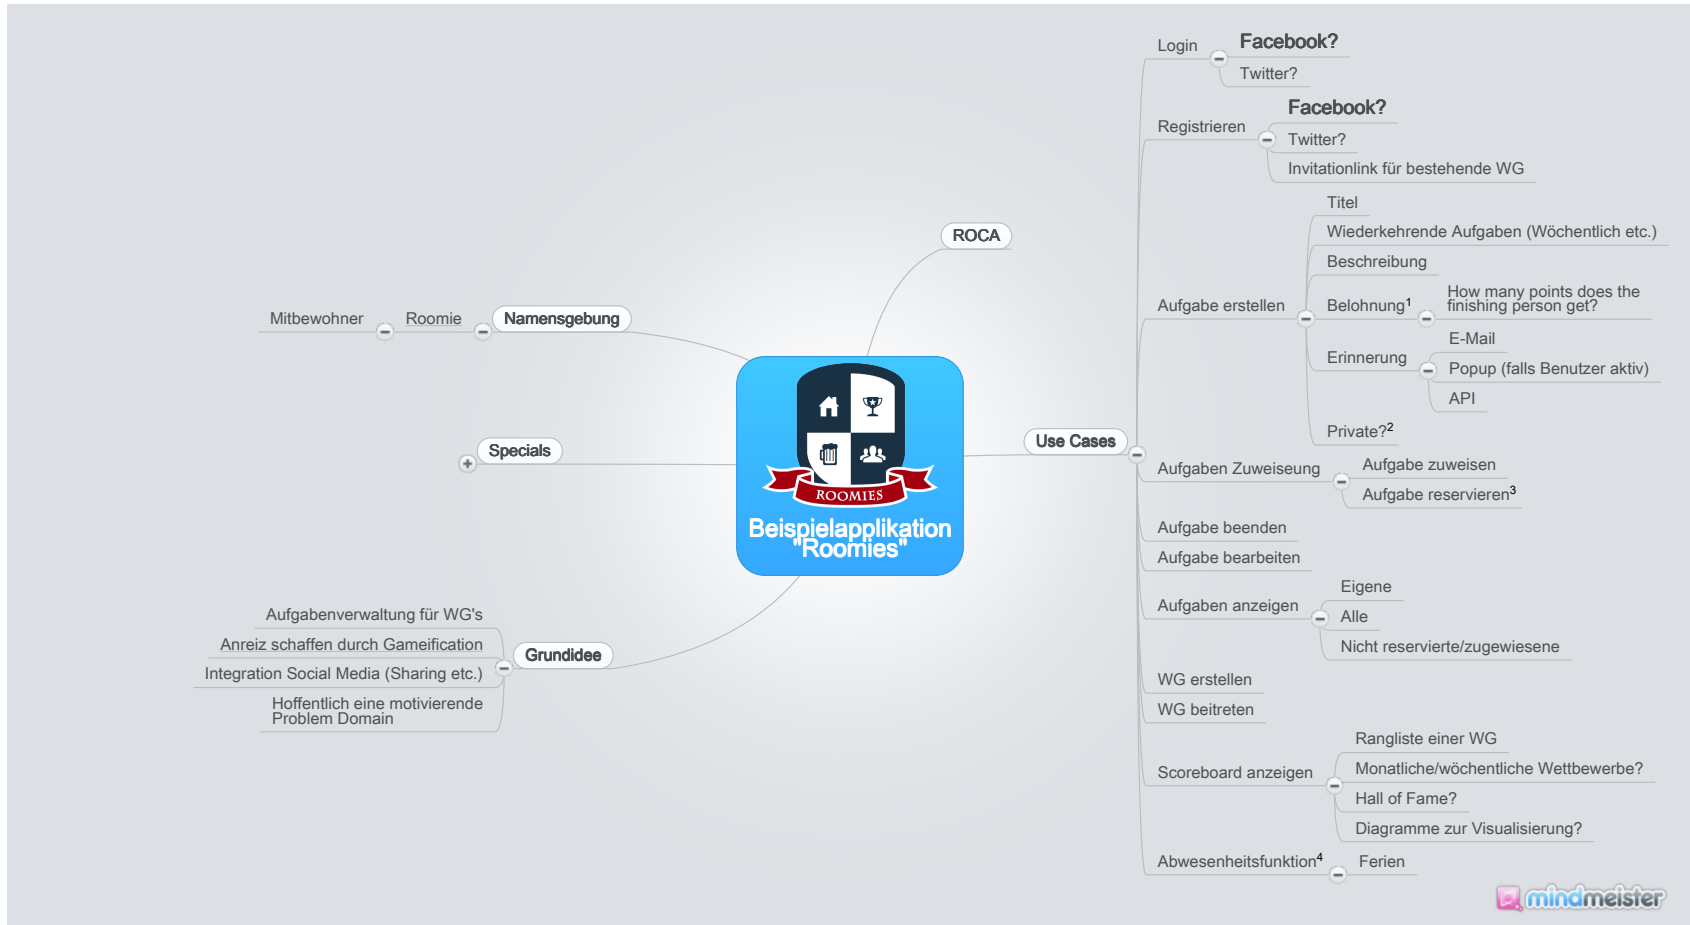 Login
Facebook?
Twitter?
Registrieren
Facebook?
Twitter?
Invitationlink für bestehende WG
Aufgabe erstellen
Titel
Wiederkehrende Aufgaben (Wöchentlich etc.)
Beschreibung
Belohnung¹
How many points does the
finishing person get?
Erinnerung
E-Mail
Popup (falls Benutzer aktiv)
API
Private?²
Use Cases
Aufgaben Zuweiseung
Aufgabe zuweisen
Aufgabe reservieren³
Aufgabe beenden
Aufgabe bearbeiten
Aufgaben anzeigen
Eigene
Alle
Nicht reservierte/zugewiesene
WG erstellen
WG beitreten
Scoreboard anzeigen
Rangliste einer WG
Monatliche/wöchentliche Wettbewerbe?
Hall of Fame?
Diagramme zur Visualisierung?
Abwesenheitsfunktion⁴
Ferien
ROCA
Namensgebung
Roomie
Mitbewohner
Specials
ROOMIES
Beispielapplikation
"Roomies"
Grundidee
Aufgabenverwaltung für WG's
Anreiz schaffen durch Gameification
Integration Social Media (Sharing etc.)
Hoffentlich eine motivierende
Problem Domain
mindmeister